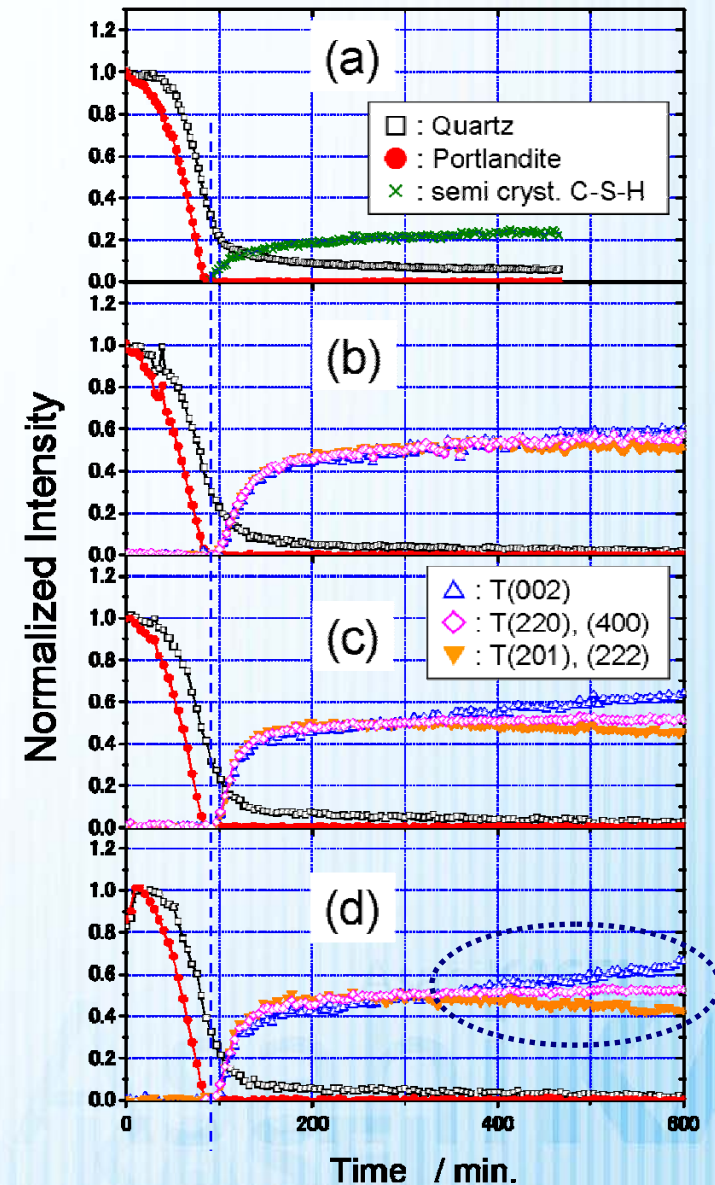 Normalized Intensity
1.2
1.0
0.8
0.6
0.4
0.2
0.0
(a)
□ : Quartz
● : Portlandite
× : semi cryst. C-S-H
1.2
1.0
0.8
0.6
0.4
0.2
0.0
(b)
1.2
1.0
0.8
0.6
0.4
0.2
0.0
(c)
△ : T(002)
◇ : T(220), (400)
▼ : T(201), (222)
1.2
1.0
0.8
0.6
0.4
0.2
0.0
(d)
0 200 400 600
Time / min.